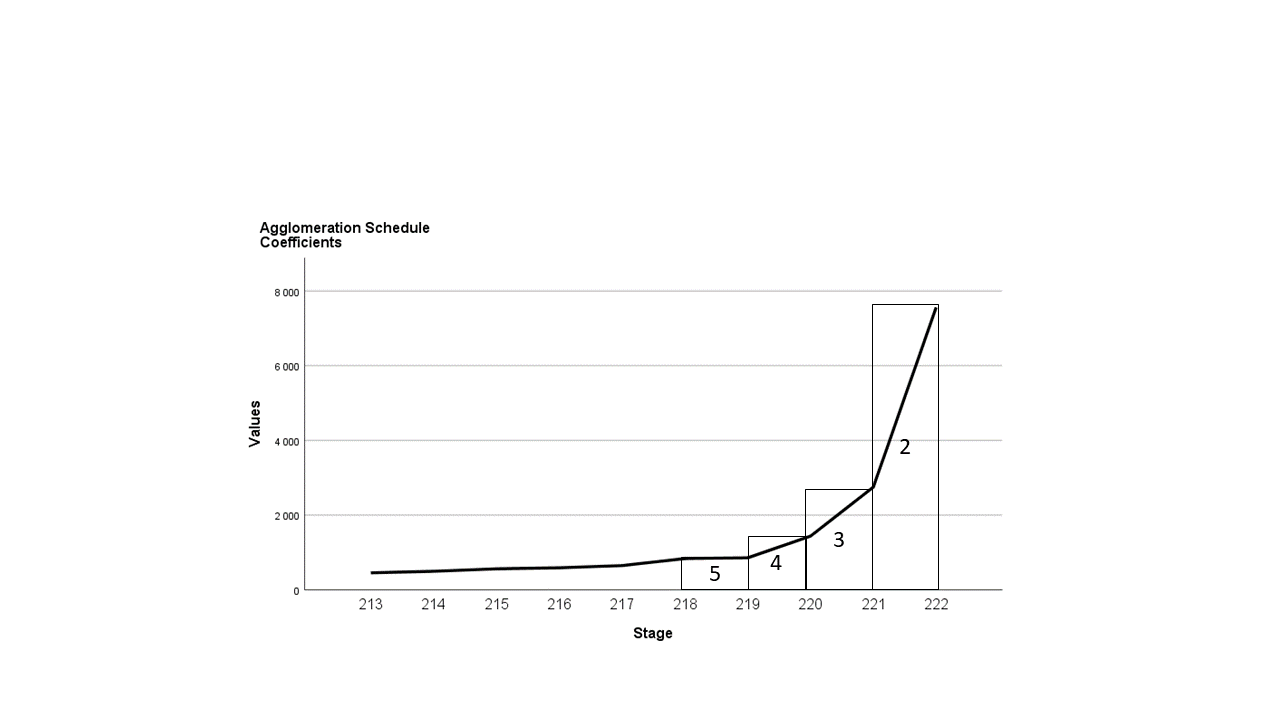 Agglomeration Schedule
Coefficients
8 000
6 000
4 000
2 000
0
Values
2
3
4
5
213 214 215 216 217 218 219 220 221 222
Stage